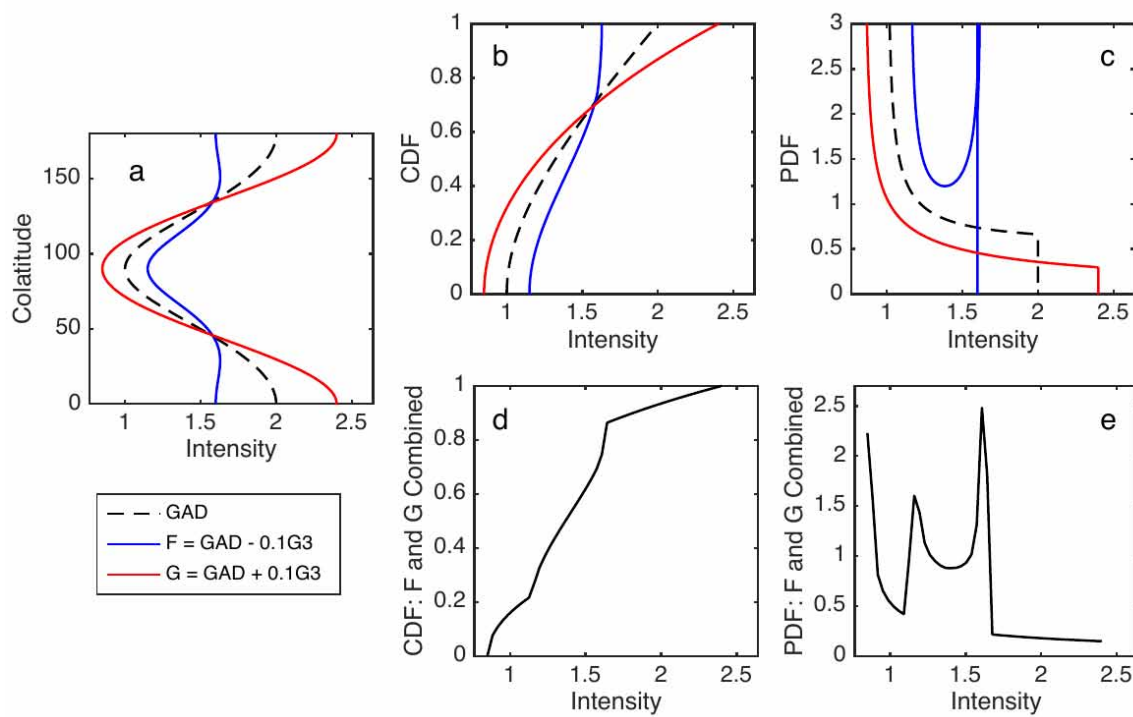 a
Colatitude
150
100
50
0
1
1.5
2
2.5
Intensity
GAD
F = GAD - 0.1G3
G = GAD + 0.1G3
b
CDF
1
0.8
0.6
0.4
0.2
0
1
1.5
2
2.5
Intensity
c
PDF
3
2.5
2
1.5
1
0.5
0
1
1.5
2
2.5
Intensity
d
CDF: F and G Combined
1
0.8
0.6
0.4
0.2
0
1
1.5
2
2.5
Intensity
e
PDF: F and G Combined
2.5
2
1.5
1
0.5
0
1
1.5
2
2.5
Intensity